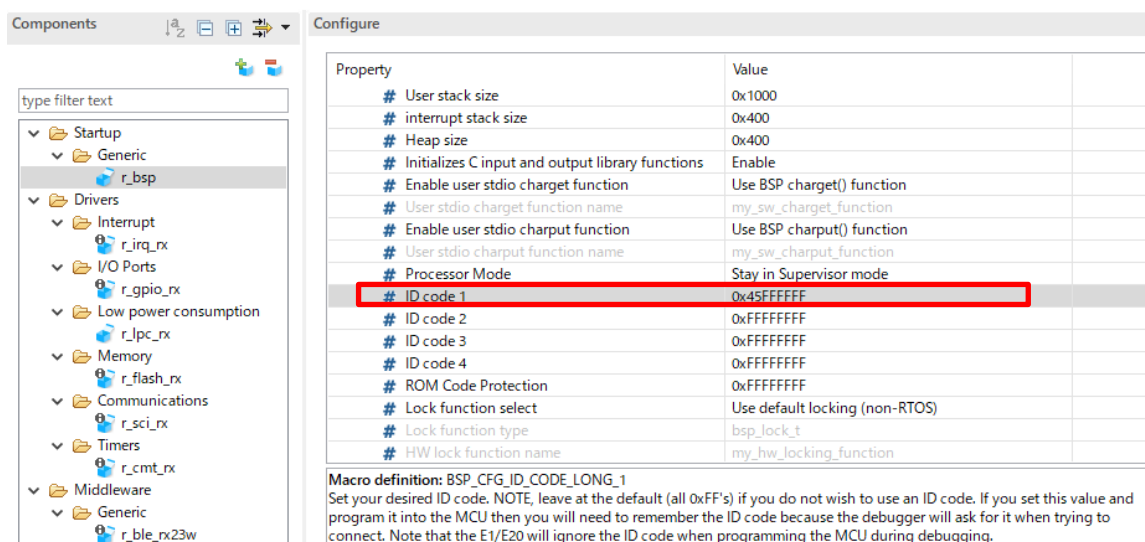 Components
Configure
type filter text
Startup
Generic
r_bsp
Drivers
Interrupt
r_irq_rx
I/O Ports
r_gpio_rx
Low power consumption
r_lpc_rx
Memory
r_flash_rx
Communications
r_sci_rx
Timers
r_cmt_rx
Middleware
Generic
r_ble_rx23w
Property Value
# User stack size 0x1000
# interrupt stack size 0x400
# Heap size 0x400
# Initializes C input and output library functions Enable
# Enable user stdio charget function Use BSP charget() function
# User stdio charget function name my_sw_charget_function
# Enable user stdio charput function Use BSP charput() function
# User stdio charput function name my_sw_charput_function
# Processor Mode Stay in Supervisor mode
# ID code 1 0x45FFFFFF
# ID code 2 0xFFFFFFFF
# ID code 3 0xFFFFFFFF
# ID code 4 0xFFFFFFFF
# ROM Code Protection 0xFFFFFFFF
# Lock function select Use default locking (non-RTOS)
# Lock function type bsp_lock_t
# HW lock function name my_hw_locking_function
Macro definition: BSP_CFG_ID_CODE_LONG_1
Set your desired ID code. NOTE, leave at the default (all 0xFF's) if you do not wish to use an ID code. If you set this value and
program it into the MCU then you will need to remember the ID code because the debugger will ask for it when trying to
connect. Note that the E1/E20 will ignore the ID code when programming the MCU during debugging.